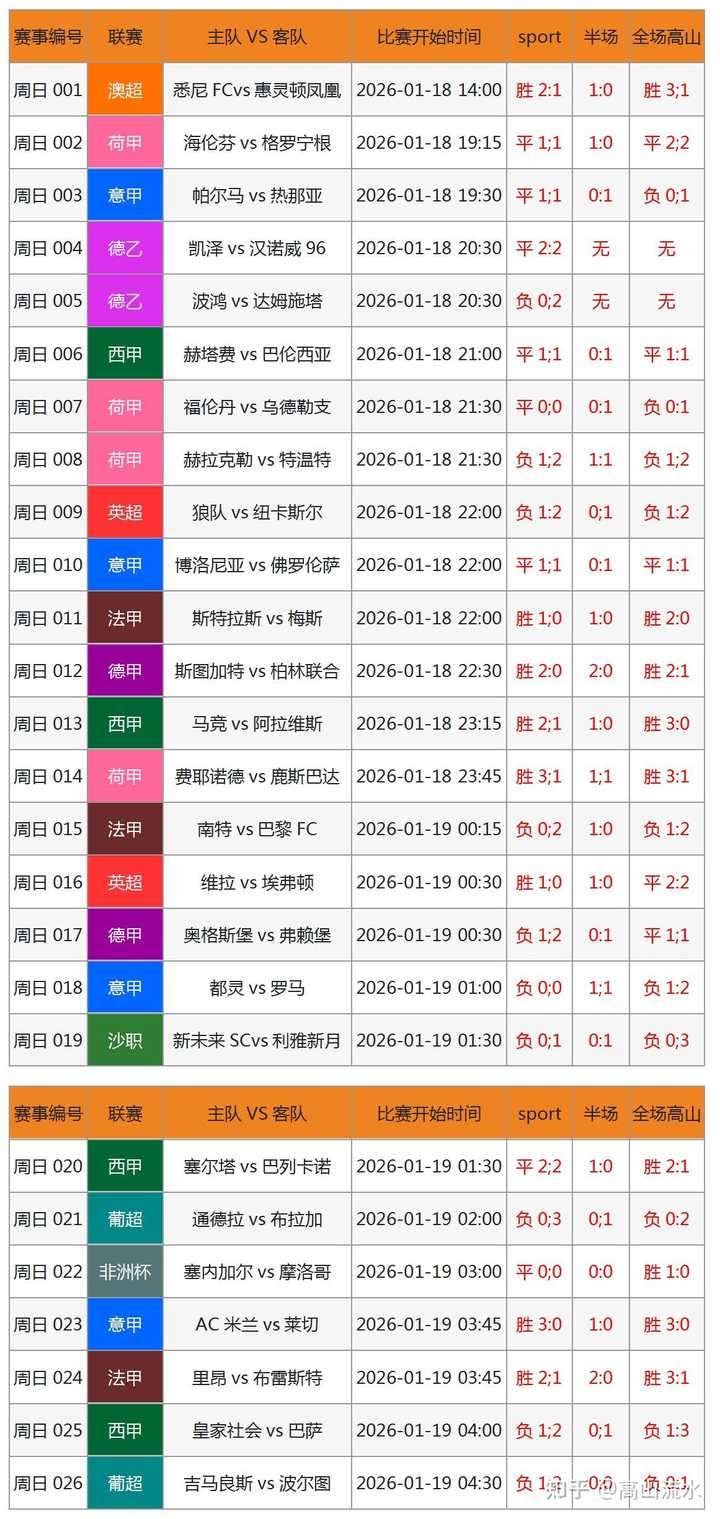 赛事编号 联赛 主队 VS 客队 比赛开始时间 sport 半场 全场高山
周日 001 澳超 悉尼 FCvs 惠灵顿凤凰 2026-01-18 14:00 胜 2:1 1:0 胜 3;1
周日 002 荷甲 海伦芬 vs 格罗宁根 2026-01-18 19:15 平 1;1 1:0 平 2;2
周日 003 意甲 帕尔马 vs 热那亚 2026-01-18 19:30 平 1;1 0:1 负 0;1
周日 004 德乙 凯泽 vs 汉诺威 96 2026-01-18 20:30 平 2:2 无 无
周日 005 德乙 波鸿 vs 达姆施塔 2026-01-18 20:30 负 0;2 无 无
周日 006 西甲 赫塔费 vs 巴伦西亚 2026-01-18 21:00 平 1;1 0:1 平 1:1
周日 007 荷甲 福伦丹 vs 乌德勒支 2026-01-18 21:30 平 0;0 0:1 负 0:1
周日 008 荷甲 赫拉克勒 vs 特温特 2026-01-18 21:30 负 1;2 1:1 负 1;2
周日 009 英超 狼队 vs 纽卡斯尔 2026-01-18 22:00 负 1:2 0;1 负 1:2
周日 010 意甲 博洛尼亚 vs 佛罗伦萨 2026-01-18 22:00 平 1;1 0:1 平 1:1
周日 011 法甲 斯特拉斯 vs 梅斯 2026-01-18 22:00 胜 1;0 1:0 胜 2:0
周日 012 德甲 斯图加特 vs 柏林联合 2026-01-18 22:30 胜 2:0 2:0 胜 2:1
周日 013 西甲 马竞 vs 阿拉维斯 2026-01-18 23:15 胜 2;1 1:0 胜 3:0
周日 014 荷甲 费耶诺德 vs 鹿斯巴达 2026-01-18 23:45 胜 3;1 1;1 胜 3:1
周日 015 法甲 南特 vs 巴黎 FC 2026-01-19 00:15 负 0;2 1:0 负 1:2
周日 016 英超 维拉 vs 埃弗顿 2026-01-19 00:30 胜 1;0 1:0 平 2:2
周日 017 德甲 奥格斯堡 vs 弗赖堡 2026-01-19 00:30 负 1;2 0:1 平 1;1
周日 018 意甲 都灵 vs 罗马 2026-01-19 01:00 负 0;0 1;1 负 1:2
周日 019 沙职 新未来 SCvs 利雅新月 2026-01-19 01:30 负 0;1 0:1 负 0;3
赛事编号 联赛 主队 VS 客队 比赛开始时间 sport 半场 全场高山
周日 020 西甲 塞尔塔 vs 巴列卡诺 2026-01-19 01:30 平 2;2 1:0 胜 2:1
周日 021 葡超 通德拉 vs 布拉加 2026-01-19 02:00 负 0;3 0;1 负 0:2
周日 022 非洲杯 塞内加尔 vs 摩洛哥 2026-01-19 03:00 平 0;0 0:0 胜 1:0
周日 023 意甲 AC 米兰 vs 莱切 2026-01-19 03:45 胜 3:0 1:0 胜 3:0
周日 024 法甲 里昂 vs 布雷斯特 2026-01-19 03:45 胜 2;1 2:0 胜 3:1
周日 025 西甲 皇家社会 vs 巴萨 2026-01-19 04:00 负 1;2 0;1 负 1:3
周日 026 葡超 吉马良斯 vs 波尔图 2026-01-19 04:30 负 0:0 负 0:1
知乎 @高山流水